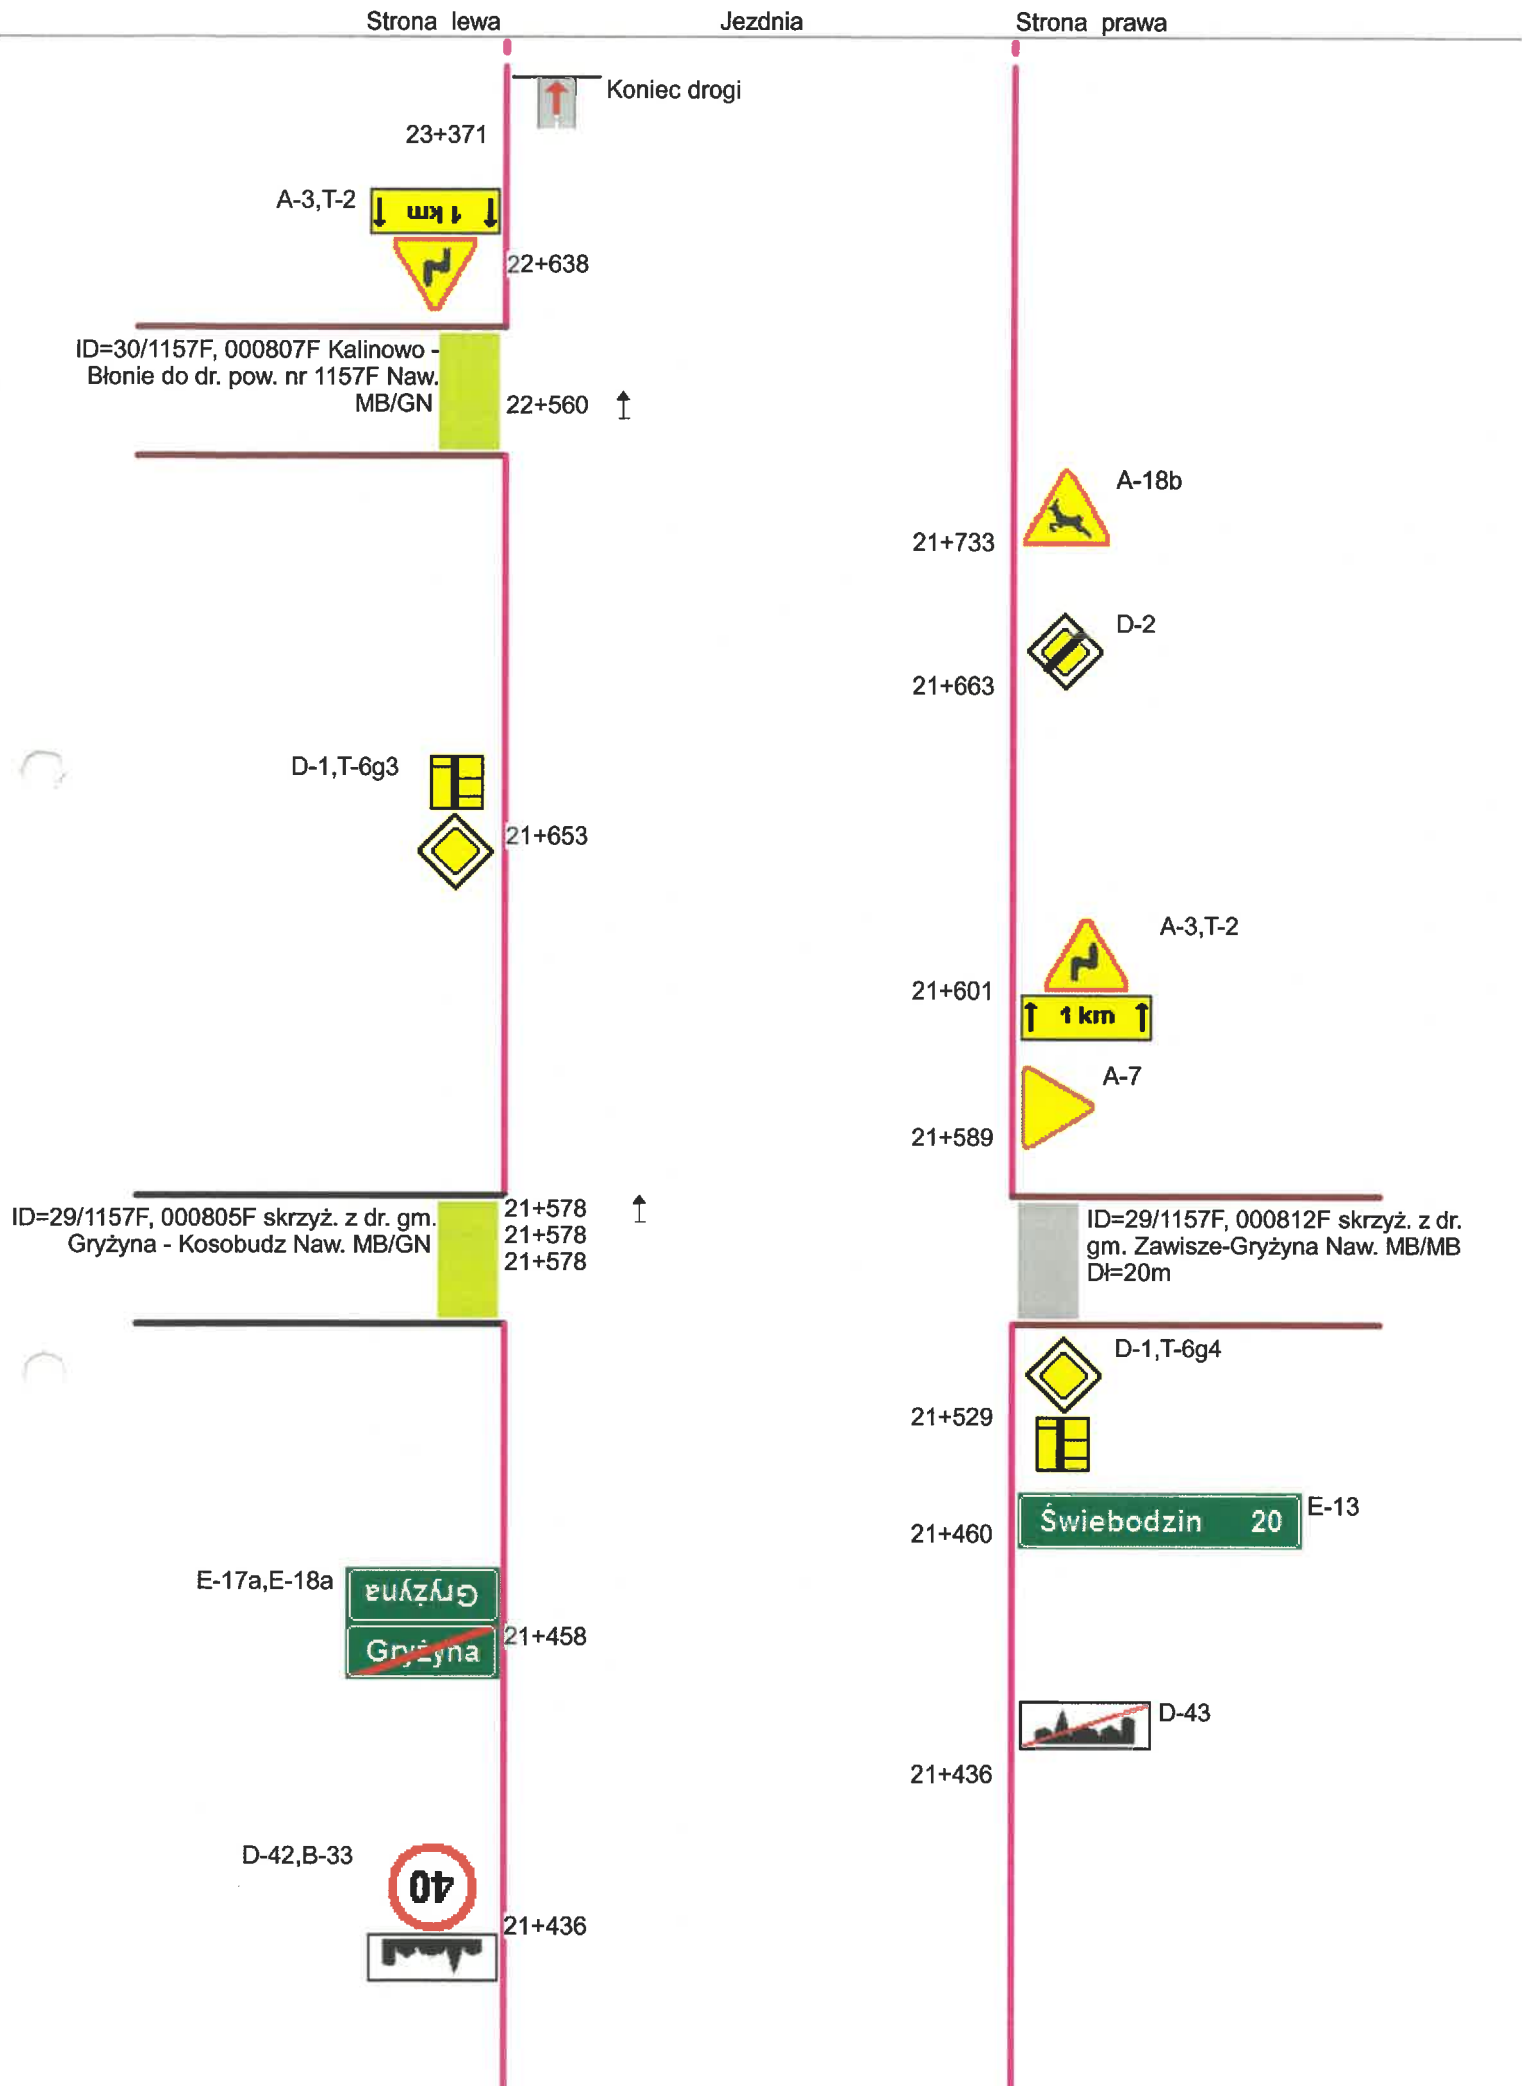 Strona lewa
Jezdnia
Strona prawa
Koniec drogi
23+371
A-3,T-2
1 km
22+638
ID=30/1157F, 000807F Kalinowo -
Błonie do dr. pow. nr 1157F Naw.
MB/GN
22+560
A-18b
21+733
D-2
21+663
D-1,T-6g3
21+653
A-3,T-2
21+601
1 km
A-7
21+589
21+578
21+578
21+578
ID=29/1157F, 000805F skrzyż. z dr. gm.
Gryżyna - Kosobudz Naw. MB/GN
ID=29/1157F, 000812F skrzyż. z dr.
gm. Zawisze-Gryżyna Naw. MB/MB
Dł=20m
D-1,T-6g4
21+529
Świebodzin 20
E-13
21+460
E-17a,E-18a
Gryżyna
Gryżyna
21+458
D-43
21+436
D-42,B-33
40
21+436